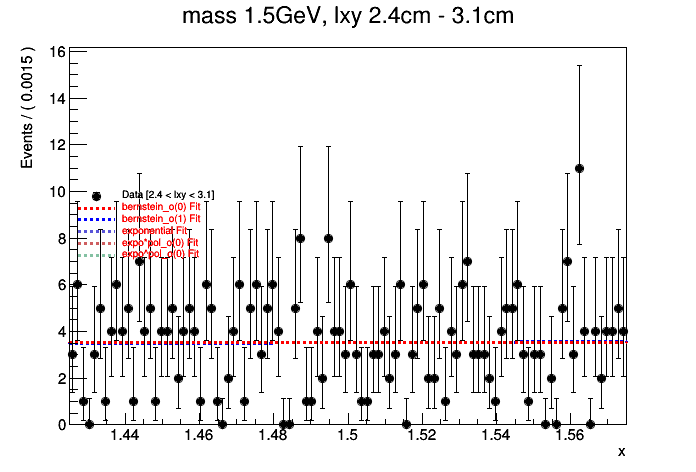 mass 1.5GeV, lxy 2.4cm - 3.1cm
Events / ( 0.0015 )
16
14
12
10
8
6
4
2
0
Data [2.4 < lxy < 3.1]
bernstein_o(0) Fit
bernstein_o(1) Fit
exponential Fit
expo*pol_o(0) Fit
expo*pol_o(0) Fit
1.44 1.46 1.48 1.5 1.52 1.54 1.56
x